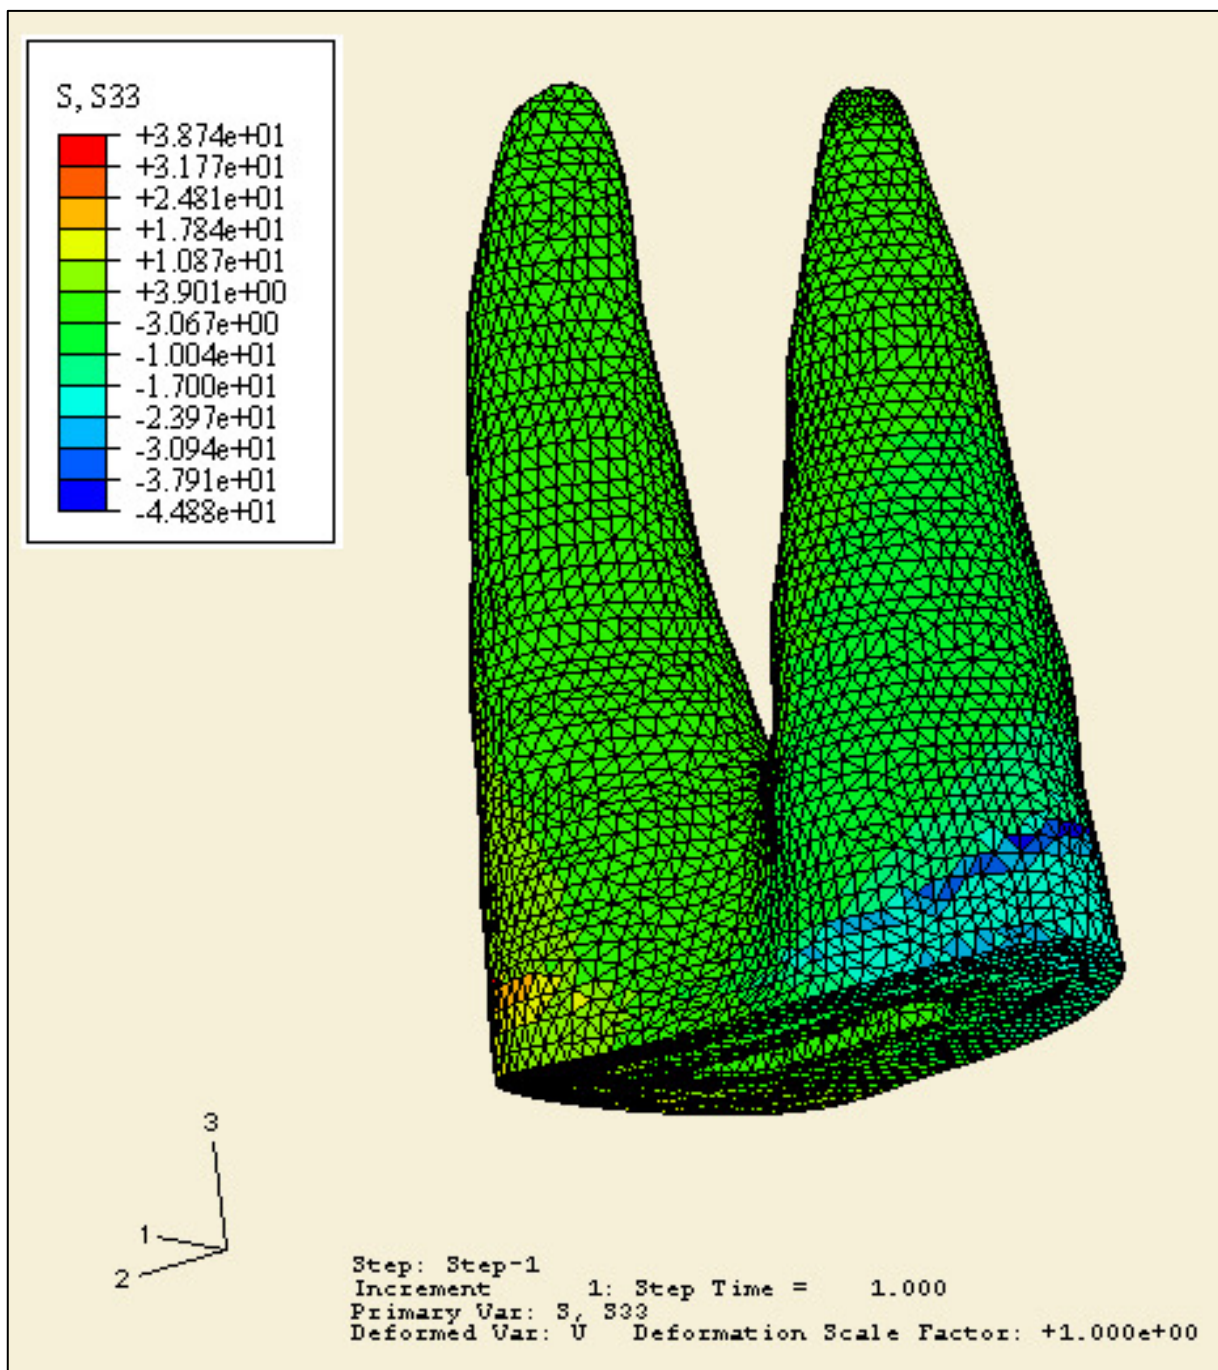 S, S33
+3.874e+01
+3.177e+01
+2.481e+01
+1.784e+01
+1.087e+01
+3.901e+00
-3.067e+00
-1.004e+01
-1.700e+01
-2.397e+01
-3.094e+01
-3.791e+01
-4.488e+01
3
1
2
Step: Step-1
Increment 1: Step Time = 1.000
Primary Var: S, S33
Deformed Var: U Deformation Scale Factor: +1.000e+00